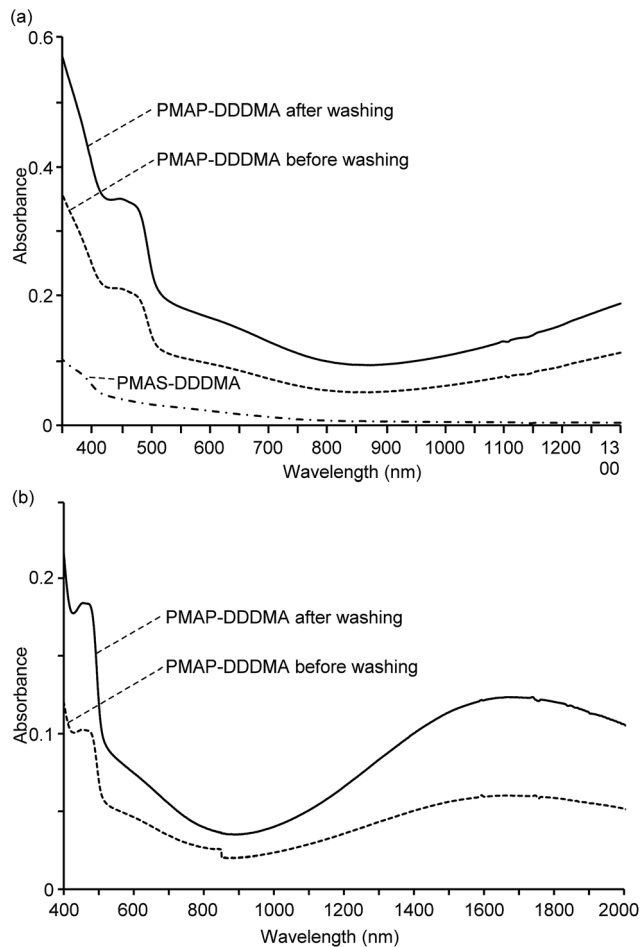 (a)
0.6
PMAP-DDDMA after washing
PMAP-DDDMA before washing
0.4
Absorbance
0.2
PMAS-DDDMA
0
400 500 600 700 800 900 1000 1100 1200 13
00
Wavelength (nm)
(b)
0.2
PMAP-DDDMA after washing
PMAP-DDDMA before washing
Absorbance
0.1
0
400 600 800 1000 1200 1400 1600 1800 2000
Wavelength (nm)